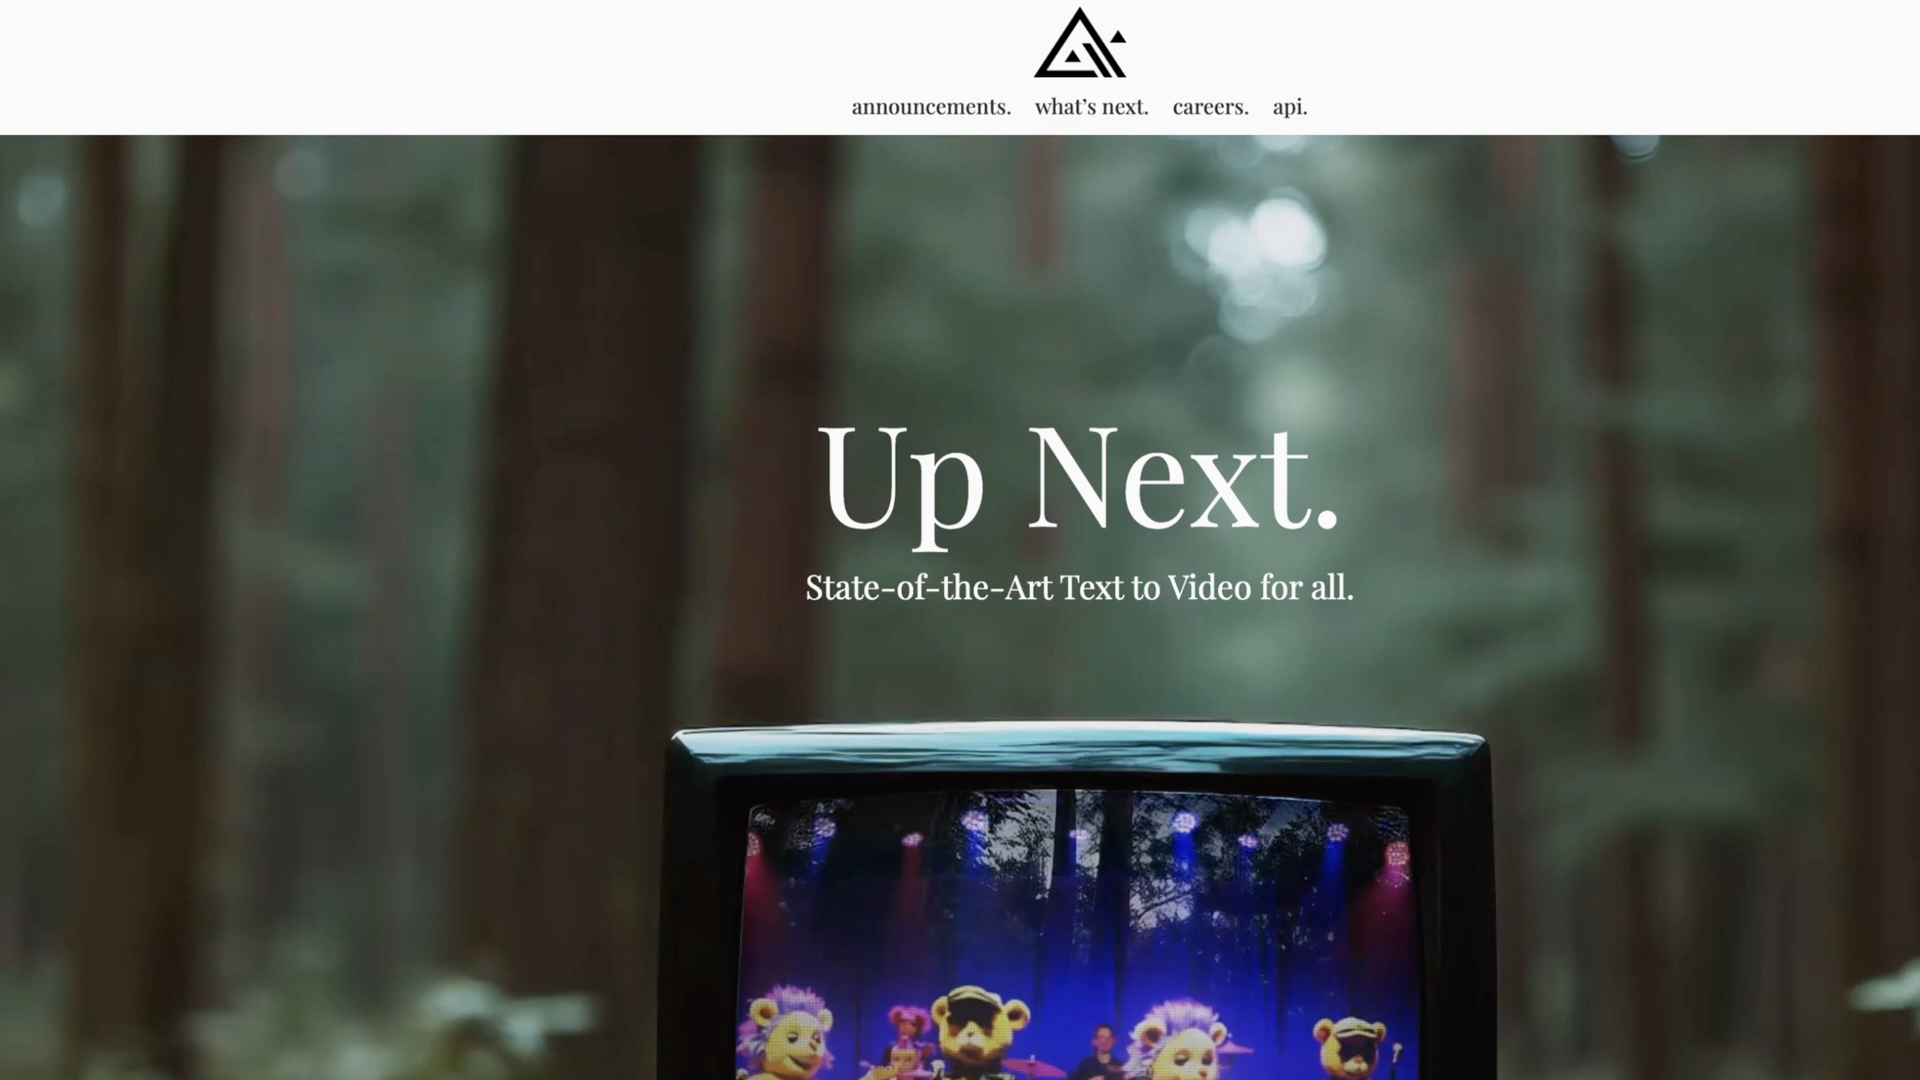 announcements. what’s next. careers. api.
Up Next.
State-of-the-Art Text to Video for all.